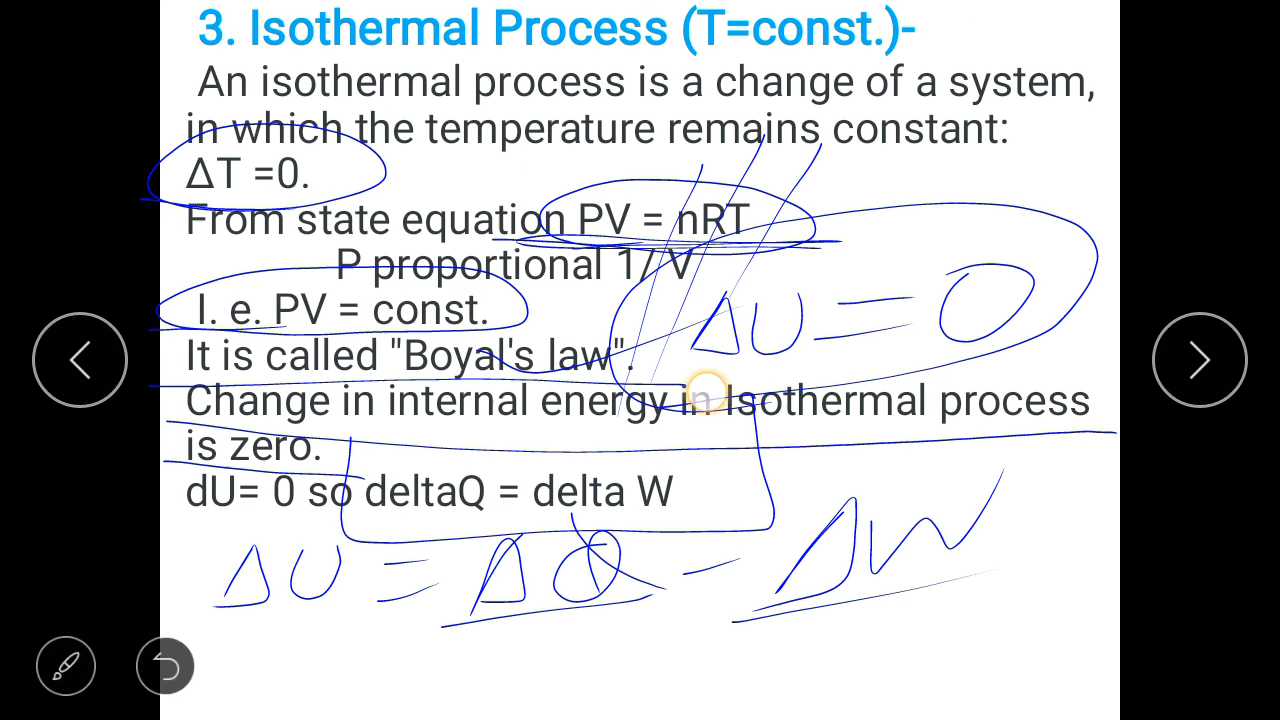 3. Isothermal Process (T=const.)-
An isothermal process is a change of a system,
in which the temperature remains constant:
ΔT =0.
From state equation PV = nRT
P proportional 1/ V
I. e. PV = const.
ΔU = 0
It is called "Boyal's law".
Change in internal energy in Isothermal process
is zero.
dU= 0 so deltaQ = delta W
ΔU = ΔQ - ΔW